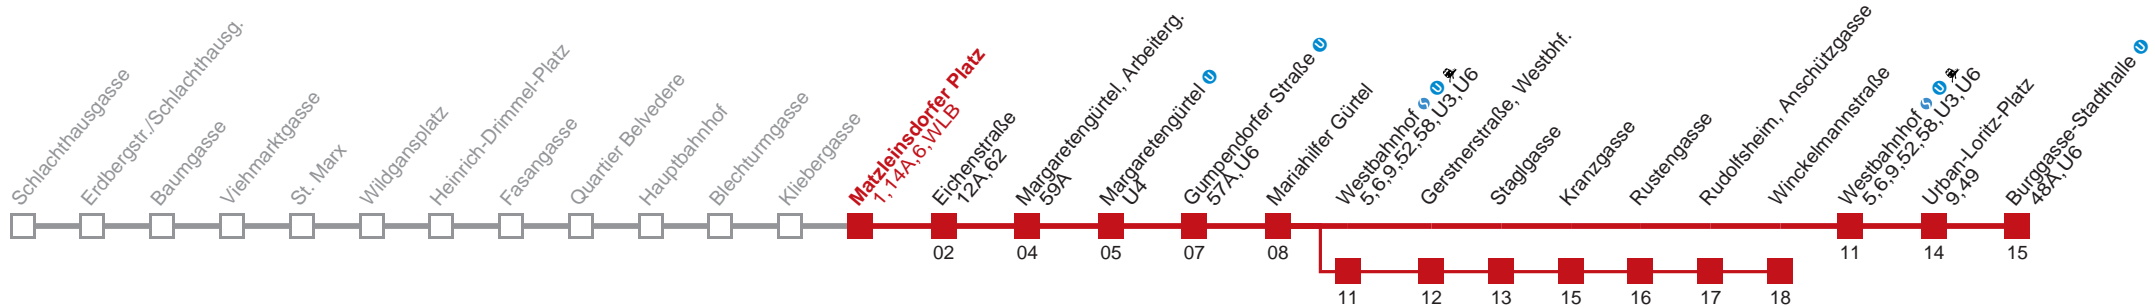 Schlachthausgasse
Erdbergstr./Schlachthausg.
Baumgasse
Viehmarktgasse
St. Marx
Wildgansplatz
Heinrich-Drimmel-Platz
Fasangasse
Quartier Belvedere
Hauptbahnhof
Blechturmgasse
Kliebergasse
Matzleinsdorfer Platz
1,14A,6,WLB
Eichenstraße
12A,62
02
Margaretengürtel, Arbeiterg.
59A
04
Margaretengürtel U
U4
05
Gumpendorfer Straße U
57A,U6
07
Mariahilfer Gürtel
08
Westbahnhof S U
5,6,9,52,58,U3,U6
11
Gerstnerstraße, Westbhf.
12
Staglgasse
13
Kranzgasse
15
Rustengasse
16
Rudolfsheim, Anschützgasse
17
Winckelmannstraße
18
Westbahnhof S U
5,6,9,52,58,U3,U6
11
Urban-Loritz-Platz
9,49
14
Burggasse-Stadthalle U
48A,U6
15